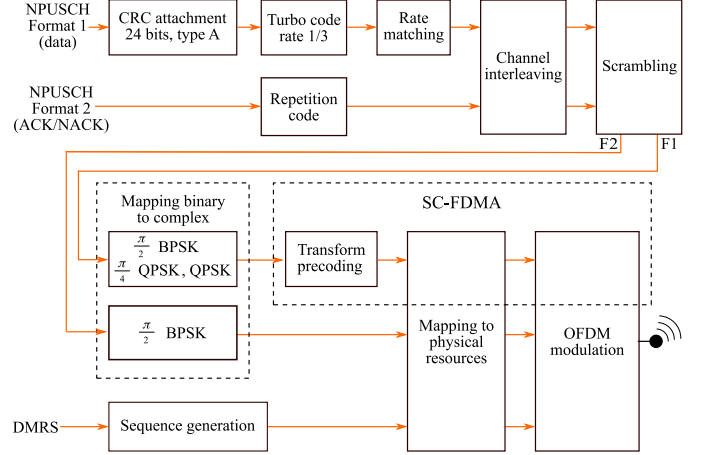 NPUSCH
Format 1
(data)
CRC attachment
24 bits, type A
Turbo code
rate 1/3
Rate
matching
Channel
interleaving
Scrambling
NPUSCH
Format 2
(ACK/NACK)
Repetition
code
F2
F1
Mapping binary
to complex
SC-FDMA
π/2 BPSK
π/4 QPSK, QPSK
Transform
precoding
π/2 BPSK
Mapping to
physical
resources
OFDM
modulation
DMRS
Sequence generation